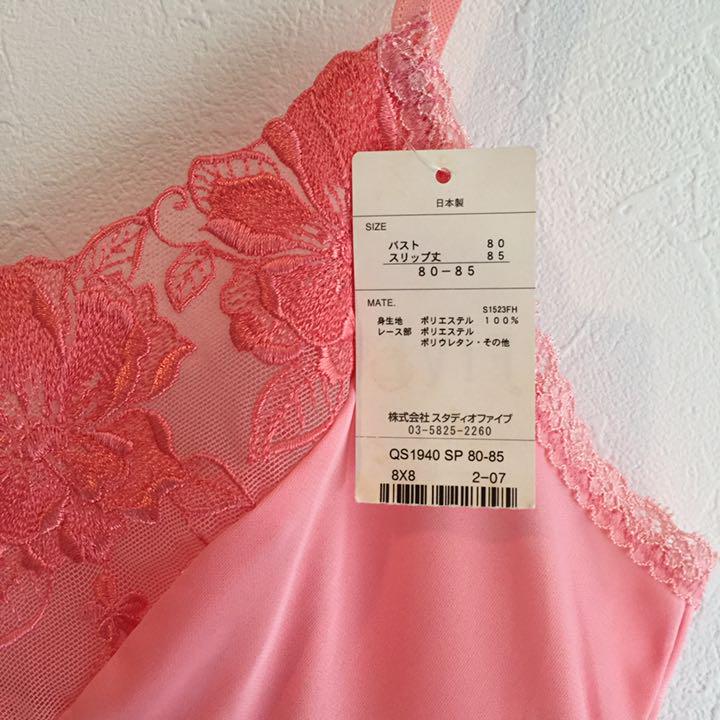 日本製
SIZE
バスト 80
スリップ丈 85
80-85
MATE.
S1523FH
身生地 ポリエステル 100%
レース部 ポリエステル
ポリウレタン・その他
株式会社 スタディオファイブ
03-5825-2260
QS1940 SP 80-85
8X8 2-07